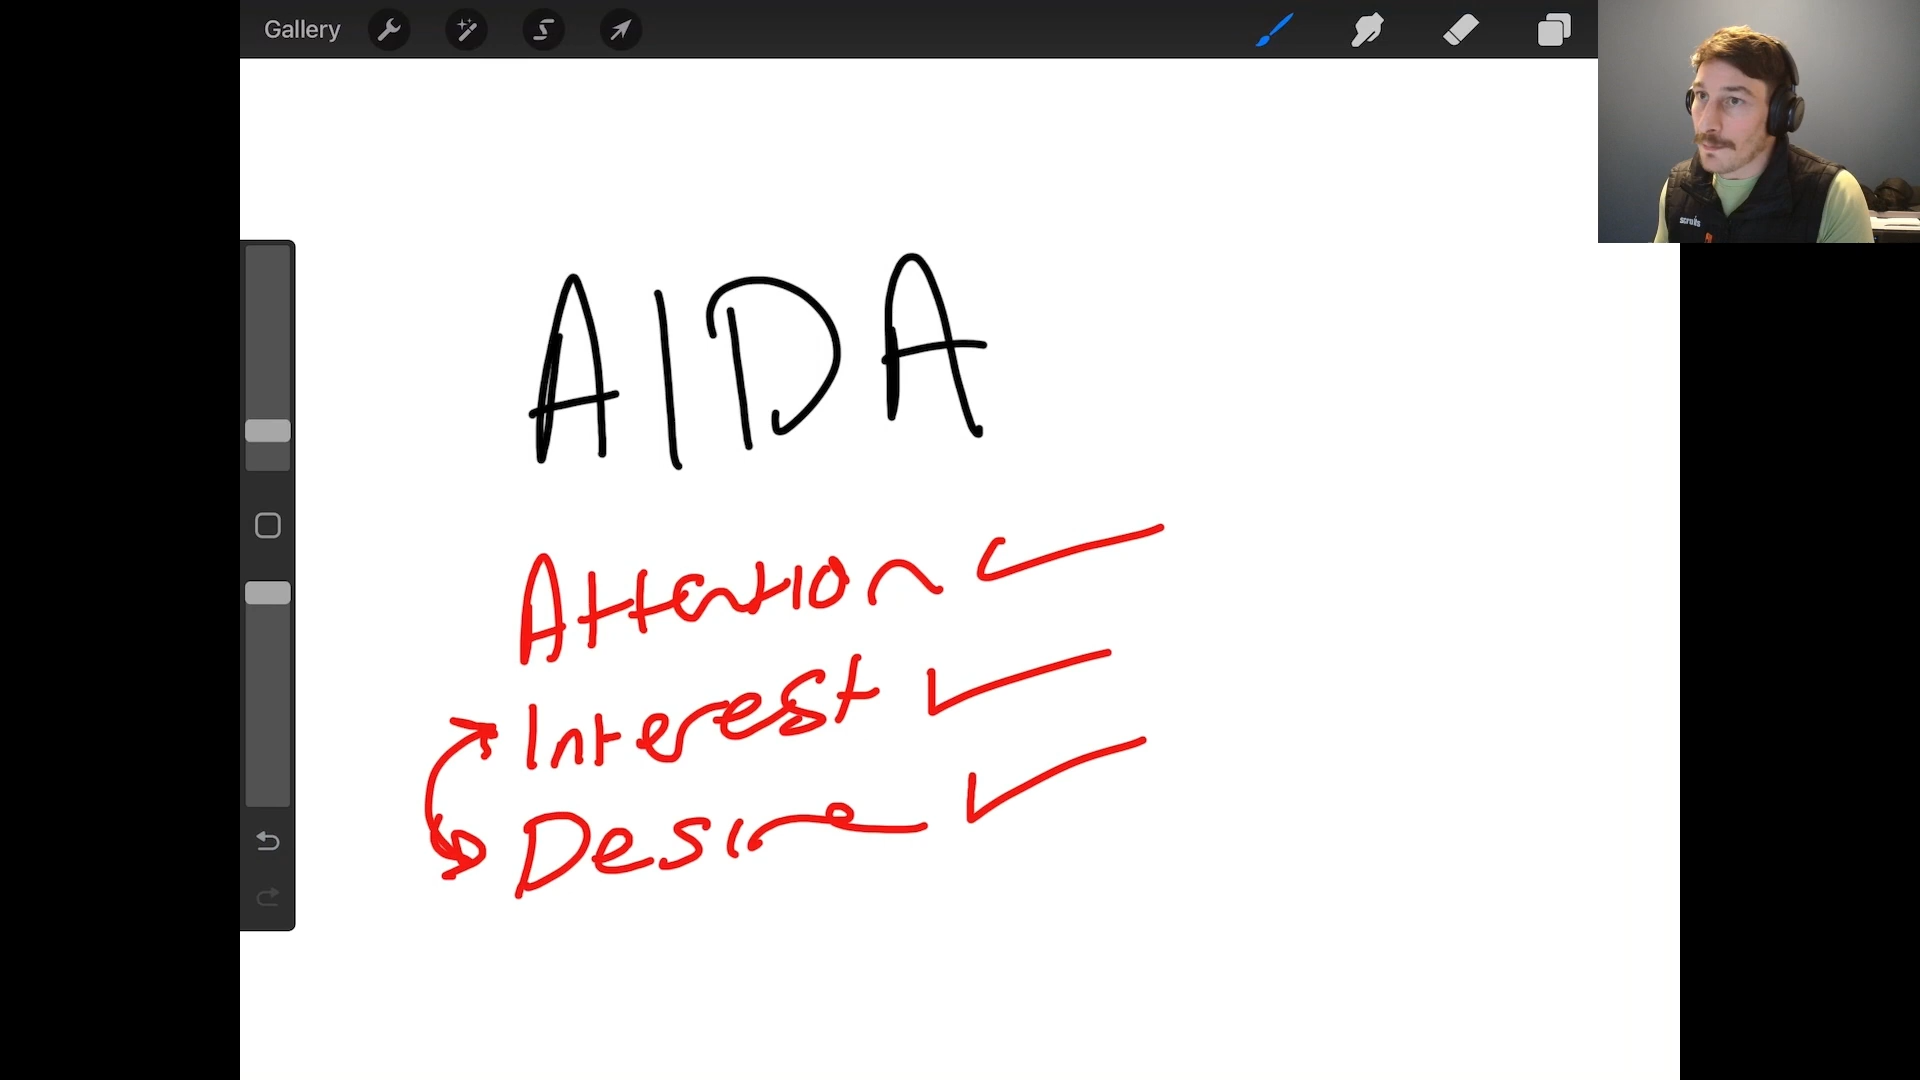 Gallery
AIDA
Attention
Interest
Desire